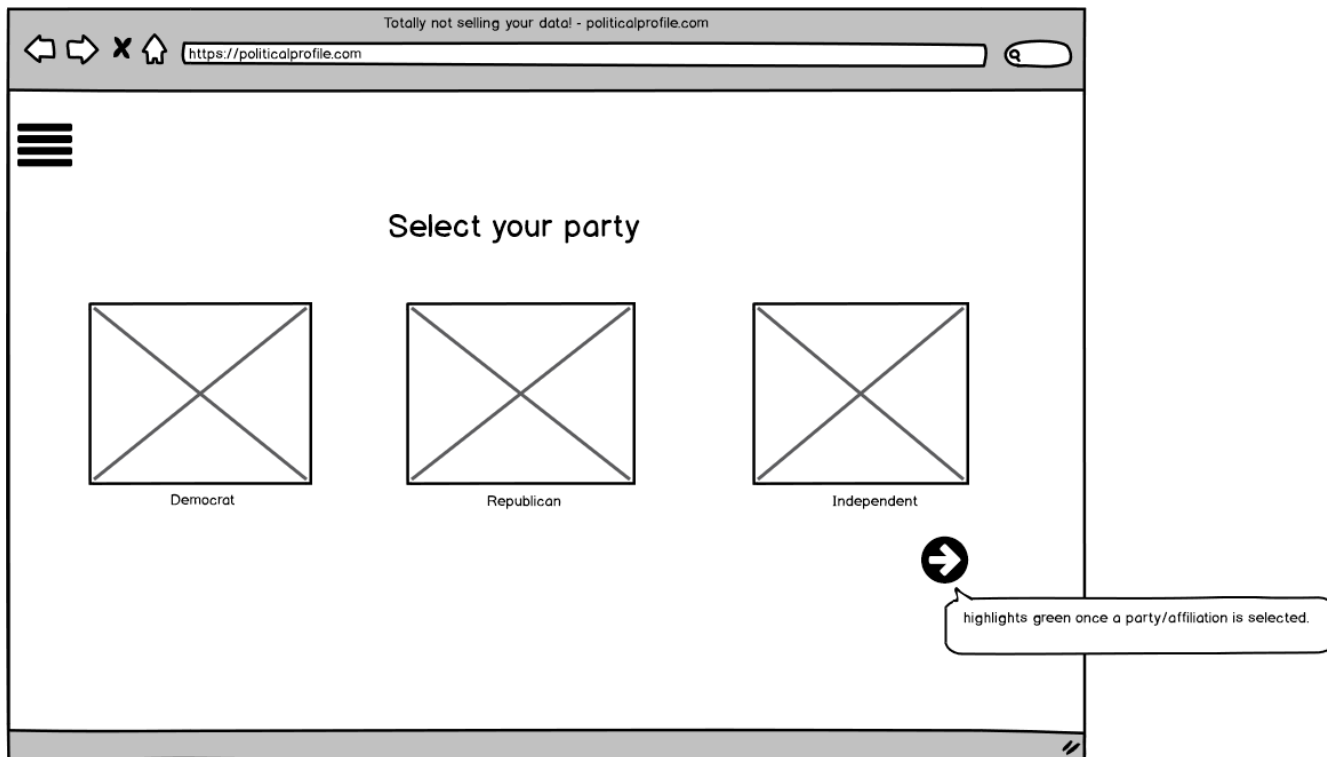 Totally not selling your data! - politicalprofile.com
https://politicalprofile.com
Select your party
Democrat
Republican
Independent
highlights green once a party/affiliation is selected.